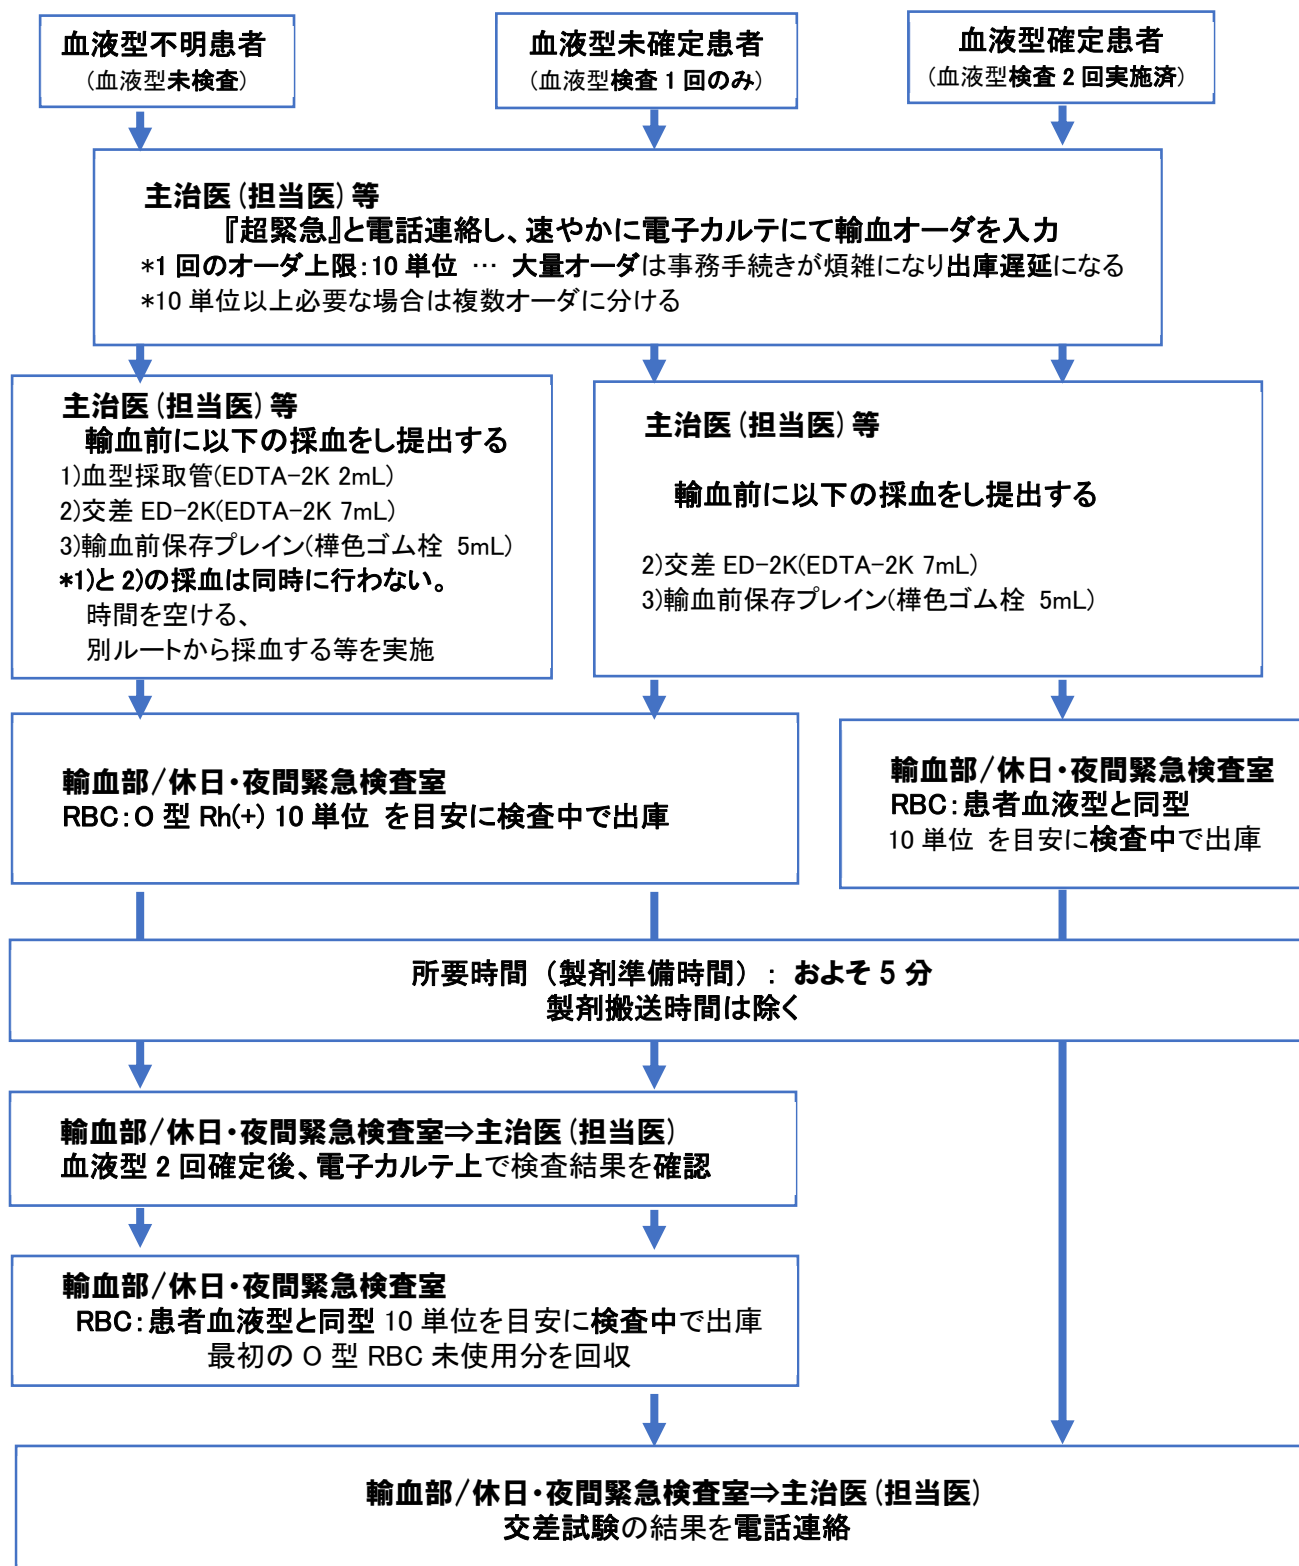 血液型不明患者
(血液型未検査)
血液型未確定患者
(血液型検査 1 回のみ)
血液型確定患者
(血液型検査 2 回実施済)
主治医(担当医)等
『超緊急』と電話連絡し、速やかに電子カルテにて輸血オーダを入力
*1 回のオーダ上限：10 単位 … 大量オーダは事務手続きが煩雑になり出庫遅延になる
*10 単位以上必要な場合は複数オーダに分ける
主治医(担当医)等
輸血前に以下の採血をし提出する
1)血型採取管(EDTA-2K 2mL)
2)交差 ED-2K(EDTA-2K 7mL)
3)輸血前保存プレイン(樺色ゴム栓 5mL)
*1)と 2)の採血は同時に行わない。
時間を空ける、
別ルートから採血する等を実施
主治医(担当医)等
輸血前に以下の採血をし提出する
2)交差 ED-2K(EDTA-2K 7mL)
3)輸血前保存プレイン(樺色ゴム栓 5mL)
輸血部/休日・夜間緊急検査室
RBC：O 型 Rh(+) 10 単位 を目安に検査中で出庫
輸血部/休日・夜間緊急検査室
RBC：患者血液型と同型
10 単位 を目安に検査中で出庫
所要時間 (製剤準備時間) ： およそ 5 分
製剤搬送時間は除く
輸血部/休日・夜間緊急検査室⇒主治医(担当医)
血液型 2 回確定後、電子カルテ上で検査結果を確認
輸血部/休日・夜間緊急検査室
RBC：患者血液型と同型 10 単位を目安に検査中で出庫
最初の O 型 RBC 未使用分を回収
輸血部/休日・夜間緊急検査室⇒主治医(担当医)
交差試験の結果を電話連絡